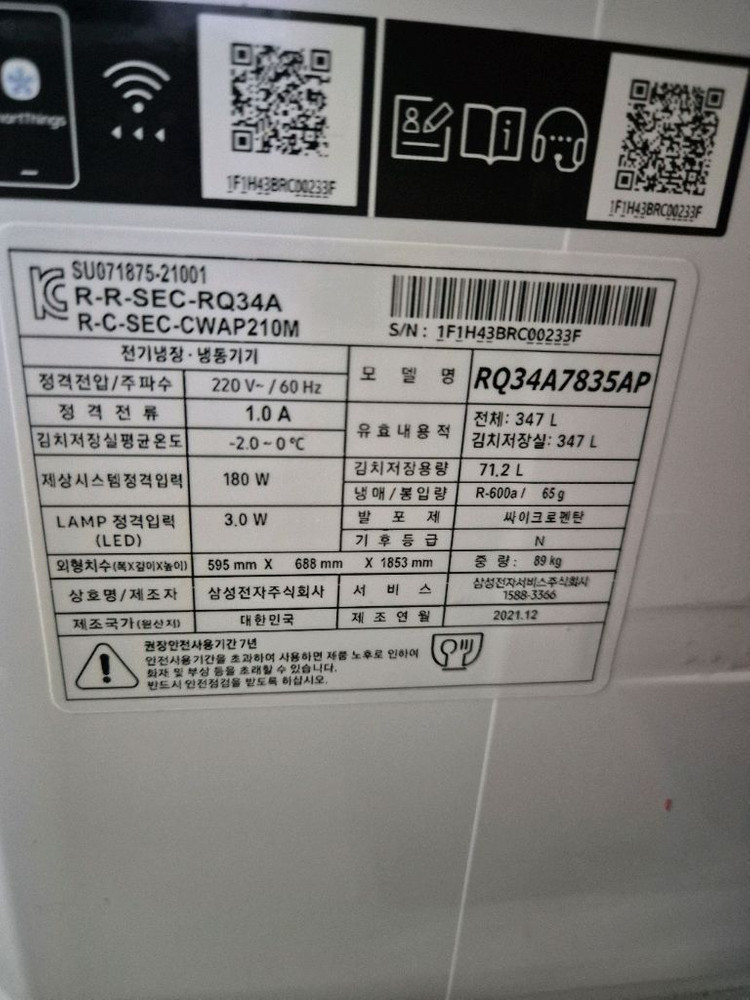 artThings
1F1H43BRC00233F
1F1H43BRC00233F
SU071875-21001
R-R-SEC-RQ34A
R-C-SEC-CWAP210M
S/N : 1F1H43BRC00233F
전기냉장·냉동기기
모 델 명 RQ34A7835AP
정격전압/주파수 220 V~ / 60 Hz
정 격 전 류 1.0 A
유효내용적 전체: 347 L
김치저장실: 347 L
김치저장실평균온도 -2.0 ~ 0 ℃
김치저장용량 71.2 L
제상시스템정격입력 180 W
냉매/봉입량 R-600a / 65 g
LAMP 정격입력 3.0 W
(LED)
발 포 제 싸이크로펜탄
기 후 등 급 N
외형치수(폭X깊이X높이) 595 mm X 688 mm X 1853 mm 중 량 : 89 kg
상호명/제조자 삼성전자주식회사 서 비 스 삼성전자서비스주식회사
1588-3366
제조국가(원산지) 대한민국 제 조 연 월 2021.12
권장안전사용기간 7년
안전사용기간을 초과하여 사용하면 제품 노후로 인하여
화재 및 부상 등을 초래할 수 있습니다.
반드시 안전점검을 받도록 하십시오.